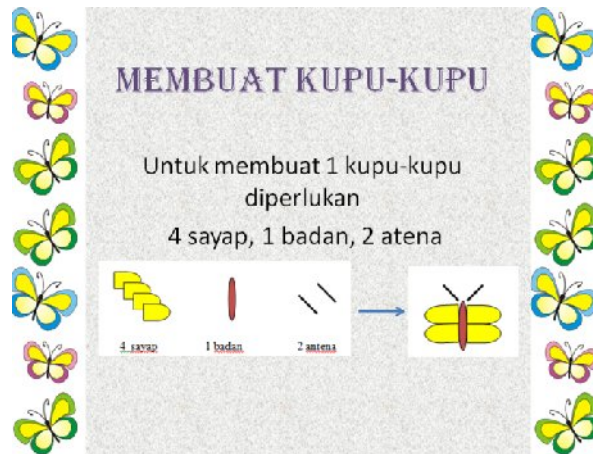 MEMBUAT KUPU-KUPU
Untuk membuat 1 kupu-kupu
diperlukan
4 sayap, 1 badan, 2 atena
4 sayap 1 badan 2 antena